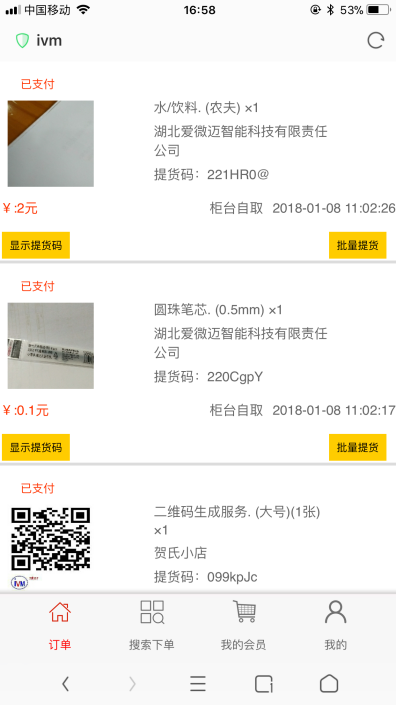 中国移动 16:58 53%
ivm
已支付
水/饮料. (农夫) ×1
湖北爱微迈智能科技有限责任
公司
提货码：221HR0@
¥ :2元 柜台自取 2018-01-08 11:02:26
显示提货码 批量提货
已支付
圆珠笔芯. (0.5mm) ×1
湖北爱微迈智能科技有限责任
公司
提货码：220CgpY
¥ :0.1元 柜台自取 2018-01-08 11:02:17
显示提货码 批量提货
已支付
二维码生成服务. (大号)(1张)
×1
贺氏小店
提货码：099kpJc
IVM
订单 搜索下单 我的会员 我的